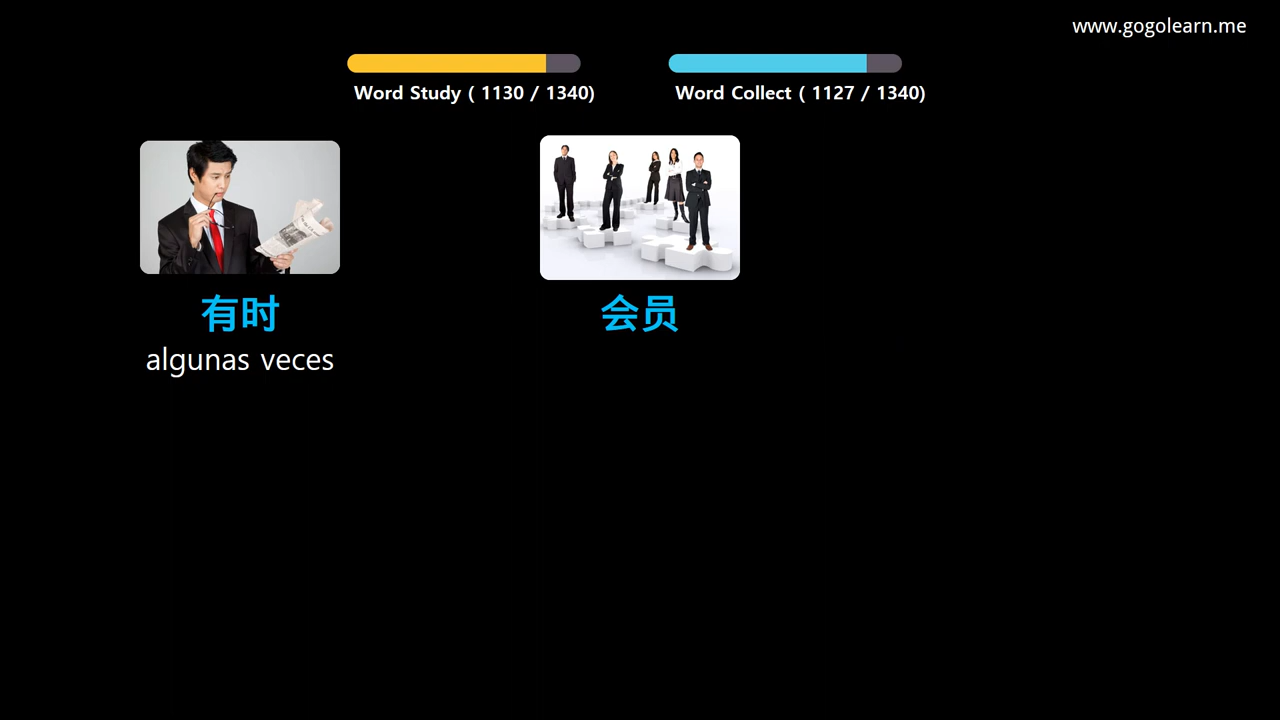 www.gogolearn.me
Word Study ( 1130 / 1340)
Word Collect ( 1127 / 1340)
有时
会员
algunas veces